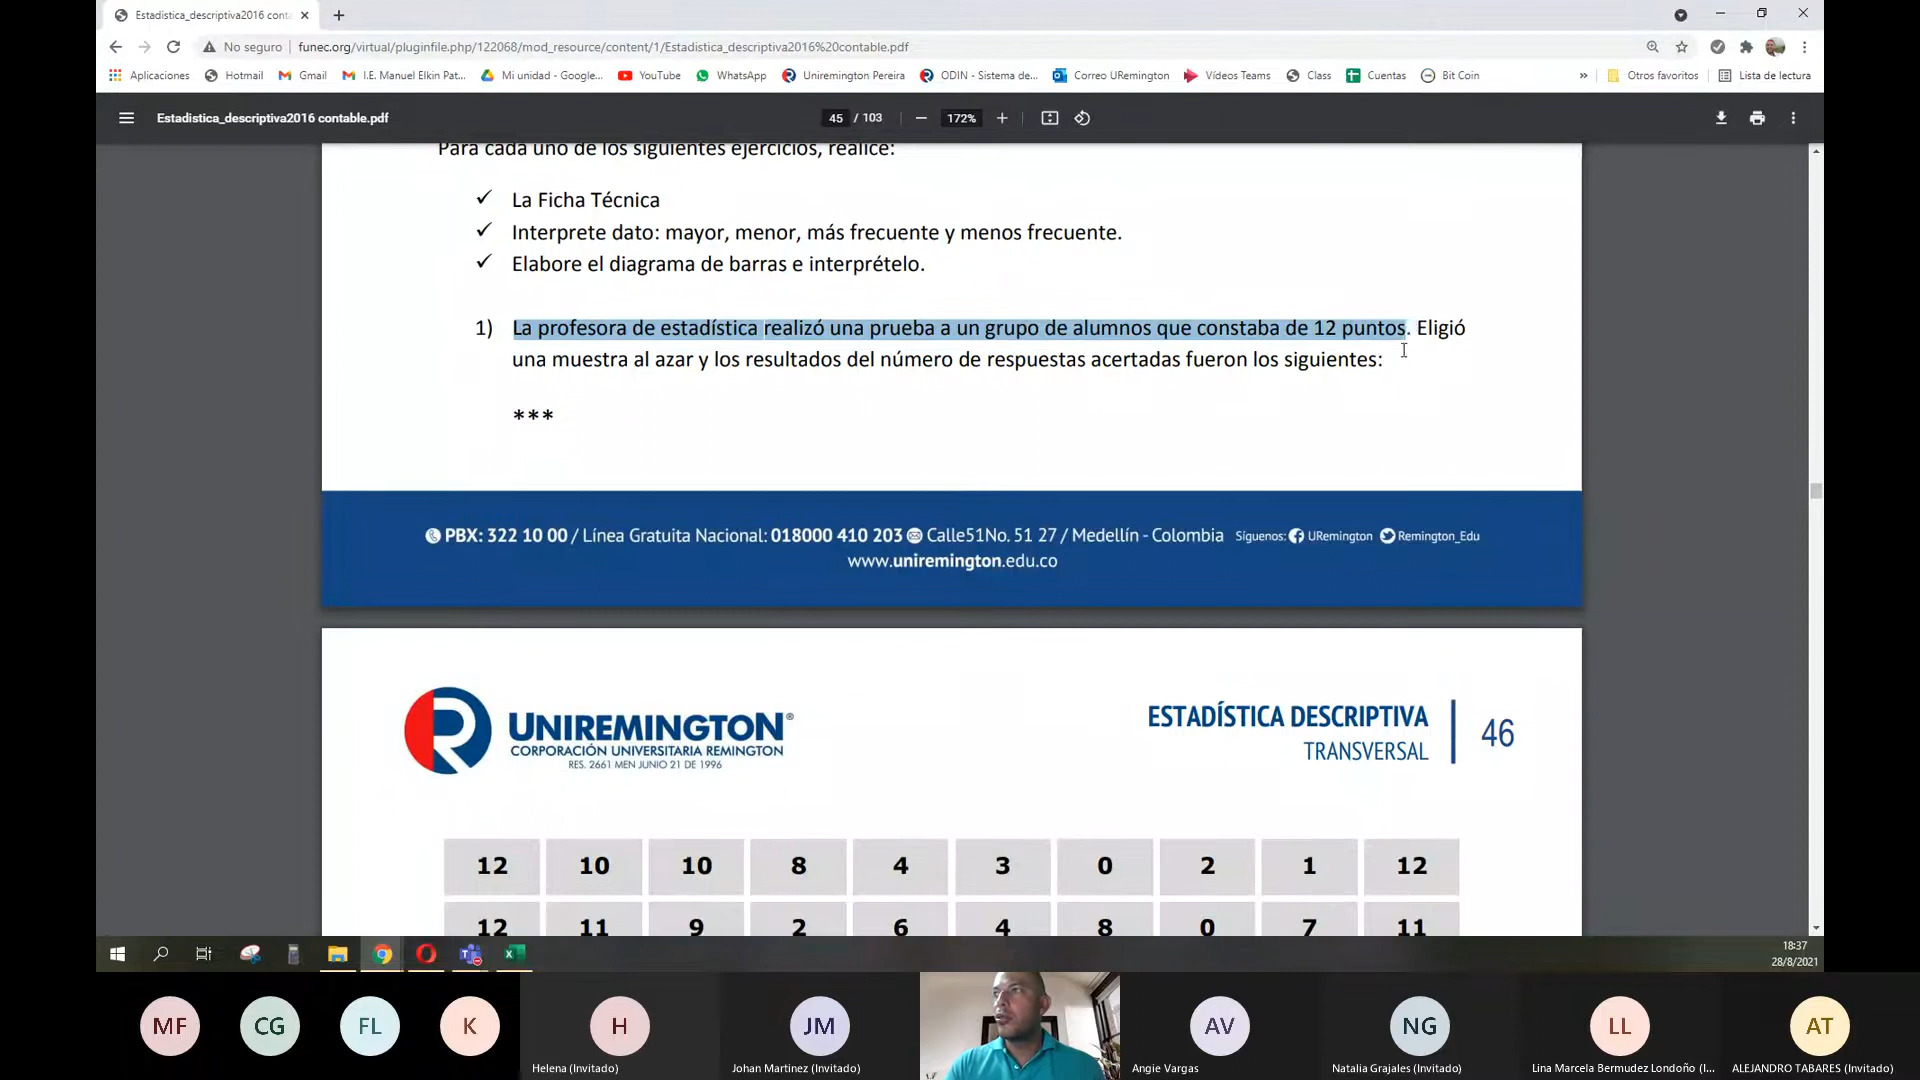 Estadistica_descriptiva2016 conta
No seguro
funec.org/virtual/pluginfile.php/122068/mod_resource/content/1/Estadistica_descriptiva2016%20contable.pdf
Aplicaciones Hotmail Gmail I.E. Manuel Elkin Pat... Mi unidad - Google... YouTube WhatsApp Uniremington Pereira ODIN - Sistema de... Correo URemington Vídeos Teams Class Cuentas Bit Coin » Otros favoritos Lista de lectura
Estadistica_descriptiva2016 contable.pdf 45 / 103 172%
Para cada uno de los siguientes ejercicios, realice:
✓ La Ficha Técnica
✓ Interprete dato: mayor, menor, más frecuente y menos frecuente.
✓ Elabore el diagrama de barras e interprételo.
1) La profesora de estadística realizó una prueba a un grupo de alumnos que constaba de 12 puntos. Eligió
una muestra al azar y los resultados del número de respuestas acertadas fueron los siguientes:
***
PBX: 322 10 00 / Línea Gratuita Nacional: 018000 410 203 Calle51No. 51 27 / Medellín - Colombia Síguenos: URemington Remington_Edu
www.uniremington.edu.co
UNIREMINGTON®
CORPORACIÓN UNIVERSITARIA REMINGTON
RES. 2661 MEN JUNIO 21 DE 1996
ESTADÍSTICA DESCRIPTIVA
TRANSVERSAL
46
12 10 10 8 4 3 0 2 1 12
12 11 9 2 6 4 8 0 7 11
18:37
28/8/2021
MF CG FL K H JM AV NG LL AT
Helena (Invitado) Johan Martinez (Invitado) Angie Vargas Natalia Grajales (Invitado) Lina Marcela Bermudez Londoño (I... ALEJANDRO TABARES (Invitado)